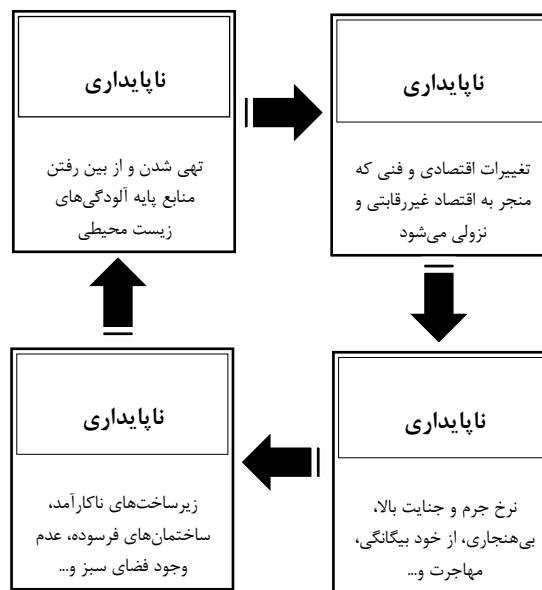 ناپایداری
تغییرات اقتصادی و فنی که
منجر به اقتصاد غیررقابتی و
نزولی می‌شود
ناپایداری
تهی شدن و از بین رفتن
منابع پایه آلودگی‌های
زیست محیطی
ناپایداری
نرخ جرم و جنایت بالا،
بی‌هنجاری، از خود بیگانگی،
مهاجرت و...
ناپایداری
زیرساخت‌های ناکارآمد،
ساختمان‌های فرسوده، عدم
وجود فضای سبز و...